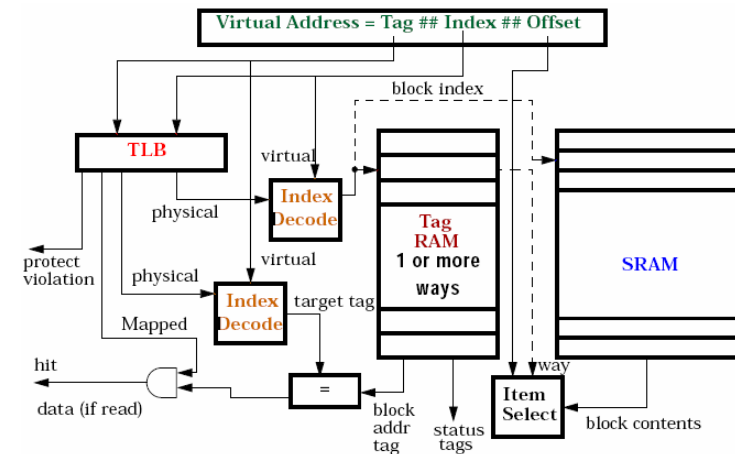 Virtual Address = Tag ## Index ## Offset
block index
TLB
virtual
Index
Decode
physical
Tag
RAM
1 or more
ways
SRAM
protect
violation
physical
virtual
Index
Decode
target tag
Mapped
hit
data (if read)
=
block
addr
tag
status
tags
way
Item
Select
block contents